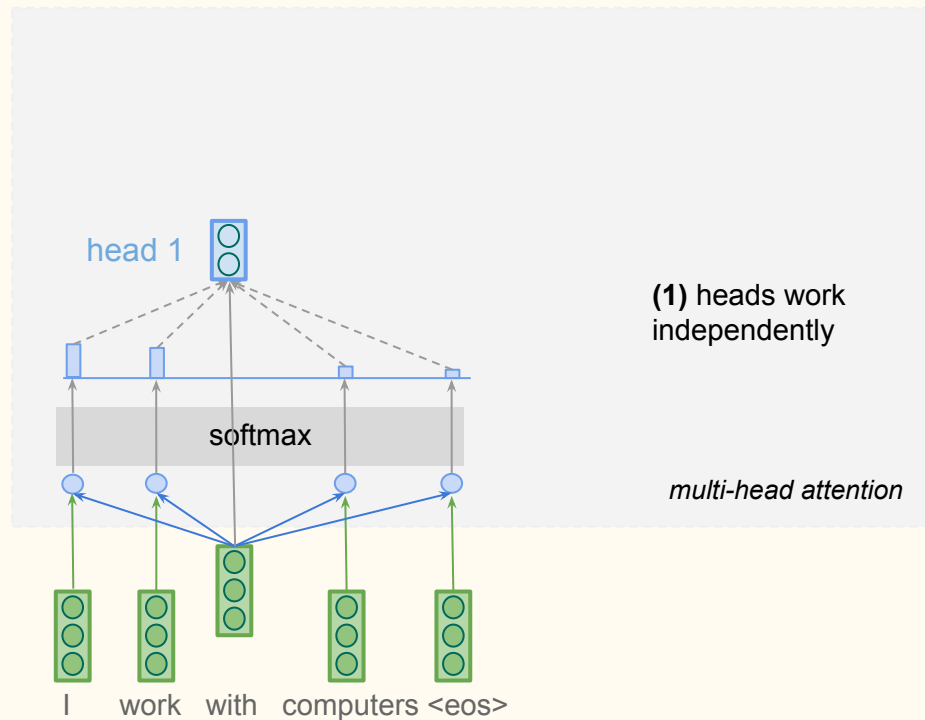 head 1
(1) heads work
independently
softmax
multi-head attention
I work with computers <eos>